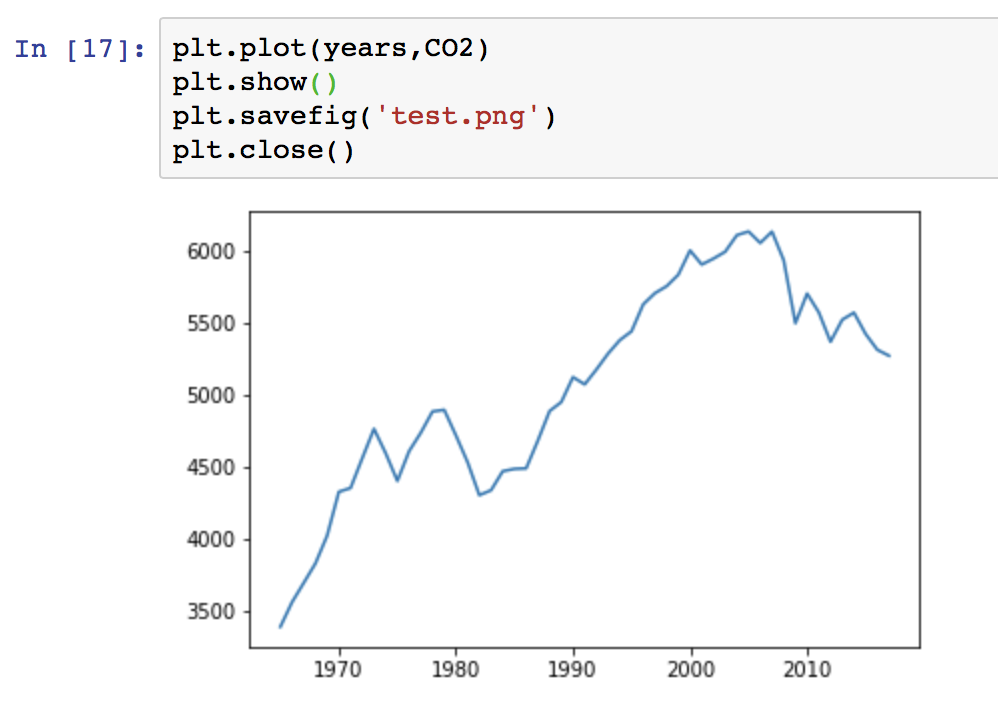 In [17]: plt.plot(years,CO2)
plt.show()
plt.savefig('test.png')
plt.close()
6000
5500
5000
4500
4000
3500
1970 1980 1990 2000 2010